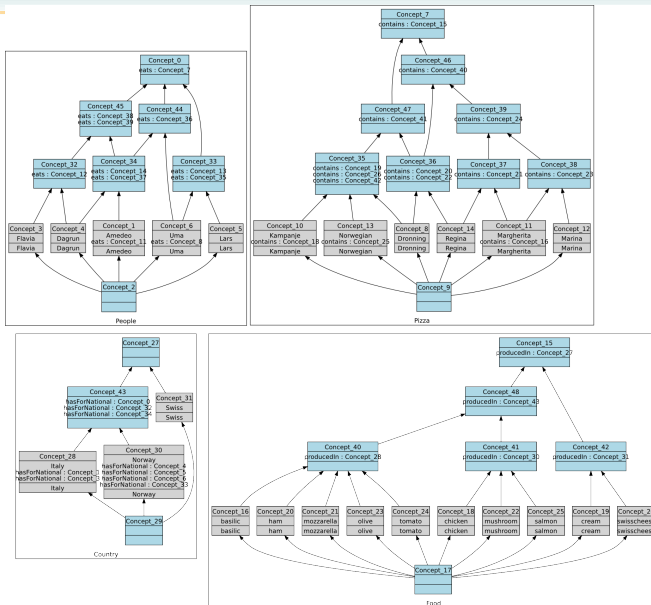 Concept_7
contains : Concept_15
Concept_46
contains : Concept_40
Concept_47
contains : Concept_41
Concept_39
contains : Concept_24
Concept_35
contains : Concept_19
contains : Concept_26
contains : Concept_42
Concept_36
contains : Concept_20
contains : Concept_22
Concept_37
contains : Concept_21
Concept_38
contains : Concept_23
Concept_10
Kampanje
contains : Concept_18
Kampanje
Concept_13
Norwegian
contains : Concept_25
Norwegian
Concept_8
Dronning
Dronning
Concept_14
Regina
Regina
Concept_11
Margherita
contains : Concept_16
Margherita
Concept_12
Marina
Marina
Concept_9
Pizza
Concept_0
eats : Concept_7
Concept_45
eats : Concept_38
eats : Concept_39
Concept_44
eats : Concept_36
Concept_32
eats : Concept_12
Concept_34
eats : Concept_14
eats : Concept_37
Concept_33
eats : Concept_13
eats : Concept_35
Concept_3
Flavia
Flavia
Concept_4
Dagrun
Dagrun
Concept_1
Amedeo
eats : Concept_11
Amedeo
Concept_6
Uma
eats : Concept_8
Uma
Concept_5
Lars
Lars
Concept_2
People
Concept_27
Concept_43
hasForNational : Concept_0
hasForNational : Concept_32
hasForNational : Concept_34
Concept_31
Swiss
Swiss
Concept_28
Italy
hasForNational : Concept_
hasForNational : Concept_3
Italy
Concept_30
Norway
hasForNational : Concept_4
hasForNational : Concept_5
hasForNational : Concept_6
hasForNational : Concept_33
Norway
Concept_29
Country
Concept_15
producedIn : Concept_27
Concept_48
producedIn : Concept_43
Concept_40
producedIn : Concept_28
Concept_41
producedIn : Concept_30
Concept_42
producedIn : Concept_31
Concept_16
basilic
basilic
Concept_20
ham
ham
Concept_21
mozzarella
mozzarella
Concept_23
olive
olive
Concept_24
tomato
tomato
Concept_18
chicken
chicken
Concept_22
mushroom
mushroom
Concept_25
salmon
salmon
Concept_19
cream
cream
Concept_2
swisschees
swisschees
Concept_17
Food